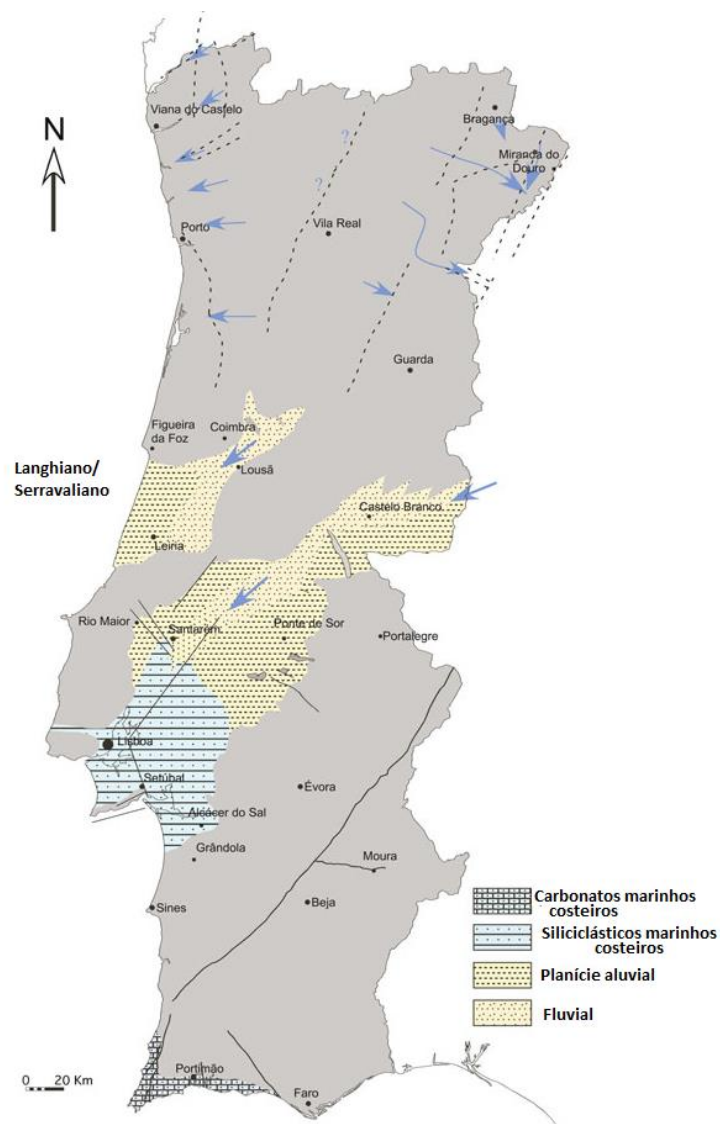 N
Viana do Castelo
Bragança
Miranda do
Douro
?
?
Porto
Vila Real
Guarda
Figueira
da Foz
Coimbra
Langhiano/
Serravaliano
Lousã
Castelo Branco
Leiria
Rio Maior
Santarém
Ponte de Sor
Portalegre
Lisboa
Setúbal
Évora
Alcácer do Sal
Grândola
Moura
Sines
Beja
Carbonatos marinhos
costeiros
Siliciclásticos marinhos
costeiros
Planície aluvial
Fluvial
Portimão
Faro
0 20 Km